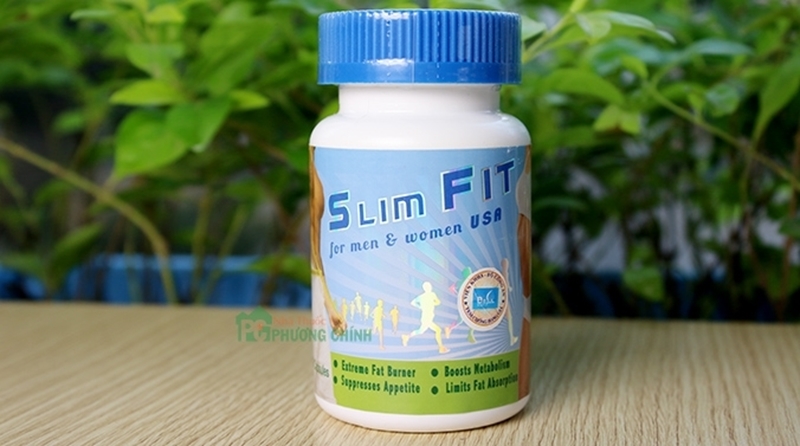 SLIM FIT
for men & women USA
PHƯƠNG CHÍNH
• Extreme Fat Burner
• Suppresses Appetite
• Boosts Metabolism
• Limits Fat Absorption